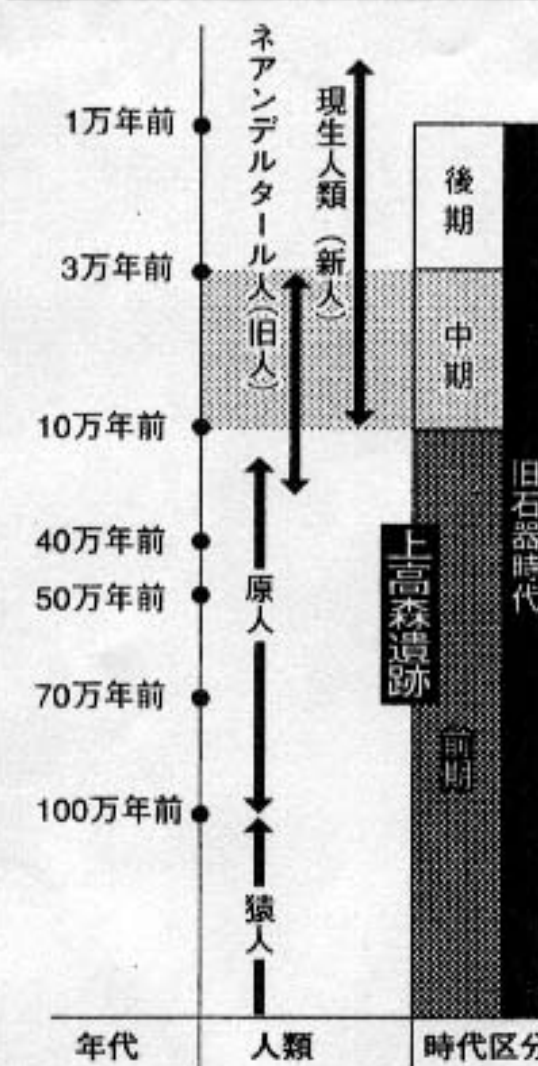 1万年前
3万年前
10万年前
40万年前
50万年前
70万年前
100万年前
ネアンデルタール人(旧人)
現生人類(新人)
原人
猿人
上高森遺跡
後期
中期
前期
旧石器時代
年代
人類
時代区分